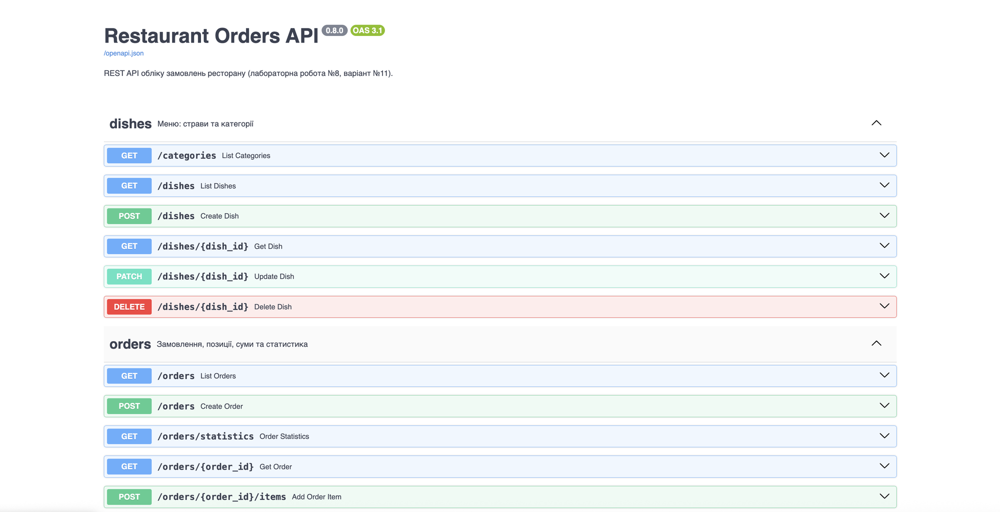 Restaurant Orders API 0.8.0 OAS 3.1
/openapi.json
REST API обліку замовлень ресторану (лабораторна робота №8, варіант №11).
dishes Меню: страви та категорії
GET /categories List Categories
GET /dishes List Dishes
POST /dishes Create Dish
GET /dishes/{dish_id} Get Dish
PATCH /dishes/{dish_id} Update Dish
DELETE /dishes/{dish_id} Delete Dish
orders Замовлення, позиції, суми та статистика
GET /orders List Orders
POST /orders Create Order
GET /orders/statistics Order Statistics
GET /orders/{order_id} Get Order
POST /orders/{order_id}/items Add Order Item